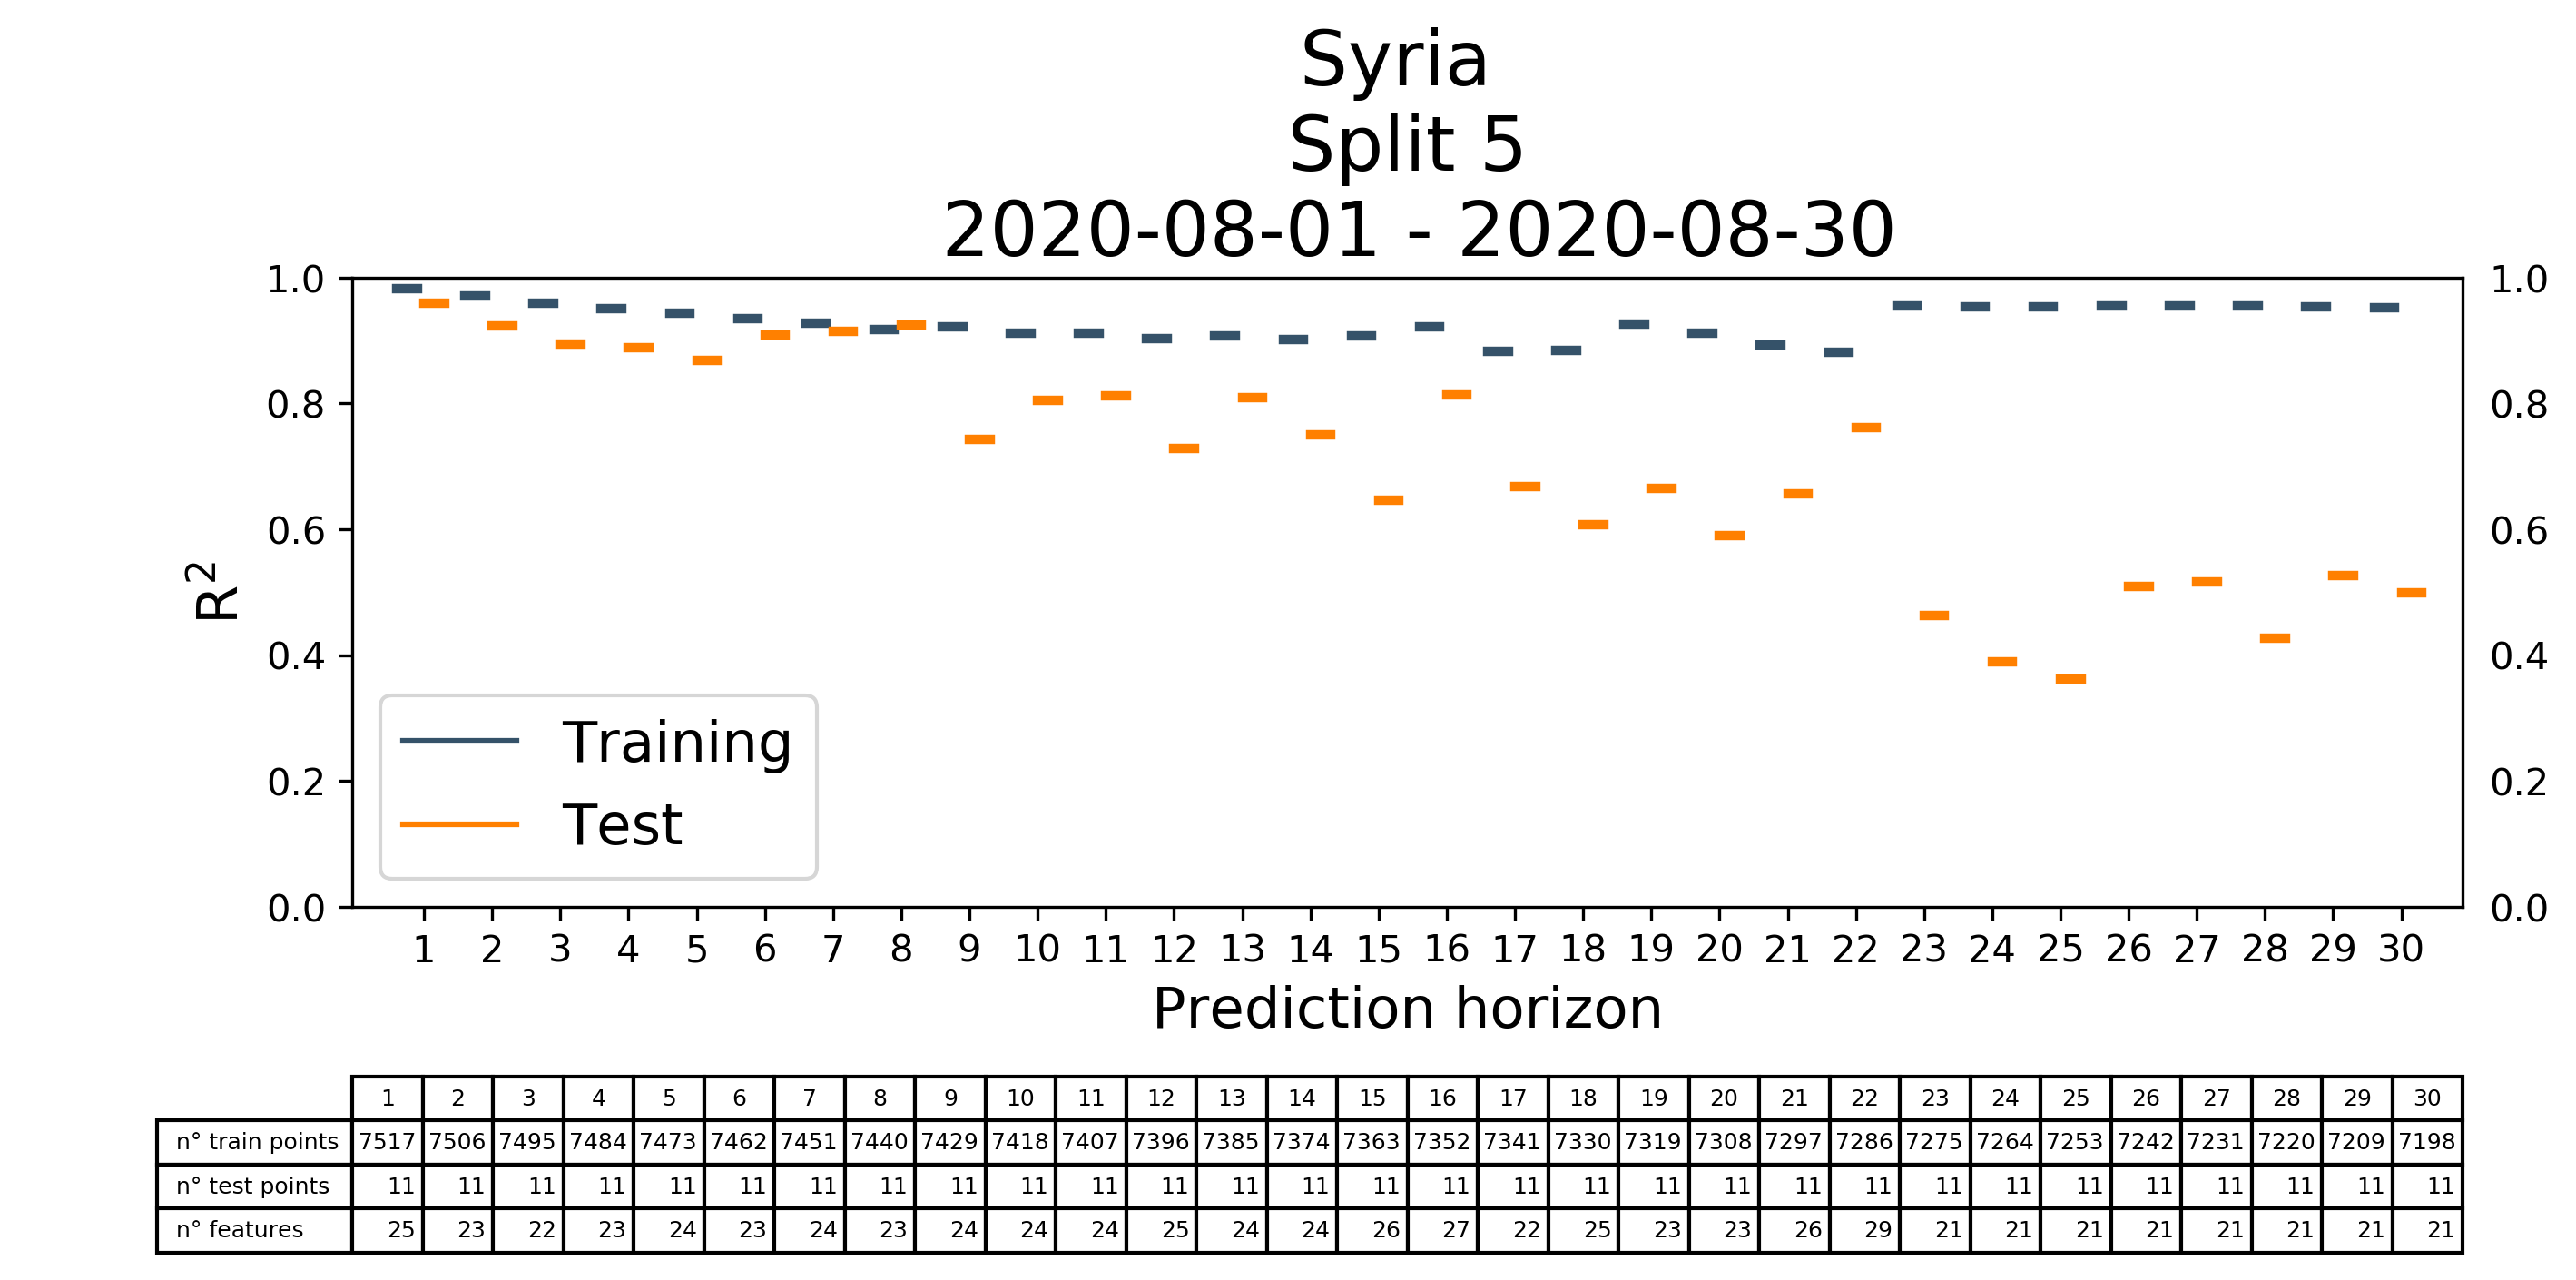 Syria
Split 5
2020-08-01 - 2020-08-30
1.0 1.0
0.8 0.8
0.6 0.6
R²
0.4 0.4
Training
0.2 0.2
Test
0.0 0.0
1 2 3 4 5 6 7 8 9 10 11 12 13 14 15 16 17 18 19 20 21 22 23 24 25 26 27 28 29 30
Prediction horizon
1 2 3 4 5 6 7 8 9 10 11 12 13 14 15 16 17 18 19 20 21 22 23 24 25 26 27 28 29 30
n° train points 7517 7506 7495 7484 7473 7462 7451 7440 7429 7418 7407 7396 7385 7374 7363 7352 7341 7330 7319 7308 7297 7286 7275 7264 7253 7242 7231 7220 7209 7198
n° test points 11 11 11 11 11 11 11 11 11 11 11 11 11 11 11 11 11 11 11 11 11 11 11 11 11 11 11 11 11 11
n° features 25 23 22 23 24 23 24 23 24 24 24 25 24 24 26 27 22 25 23 23 26 29 21 21 21 21 21 21 21 21